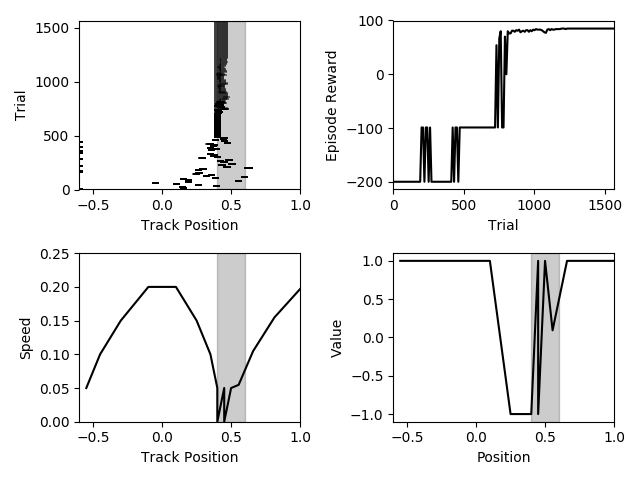 1500
1000
500
0
Trial
−0.5 0.0 0.5 1.0
Track Position
100
0
−100
−200
Episode Reward
0 500 1000 1500
Trial
0.25
0.20
0.15
0.10
0.05
0.00
Speed
−0.5 0.0 0.5 1.0
Track Position
1.0
0.5
0.0
−0.5
−1.0
Value
−0.5 0.0 0.5 1.0
Position